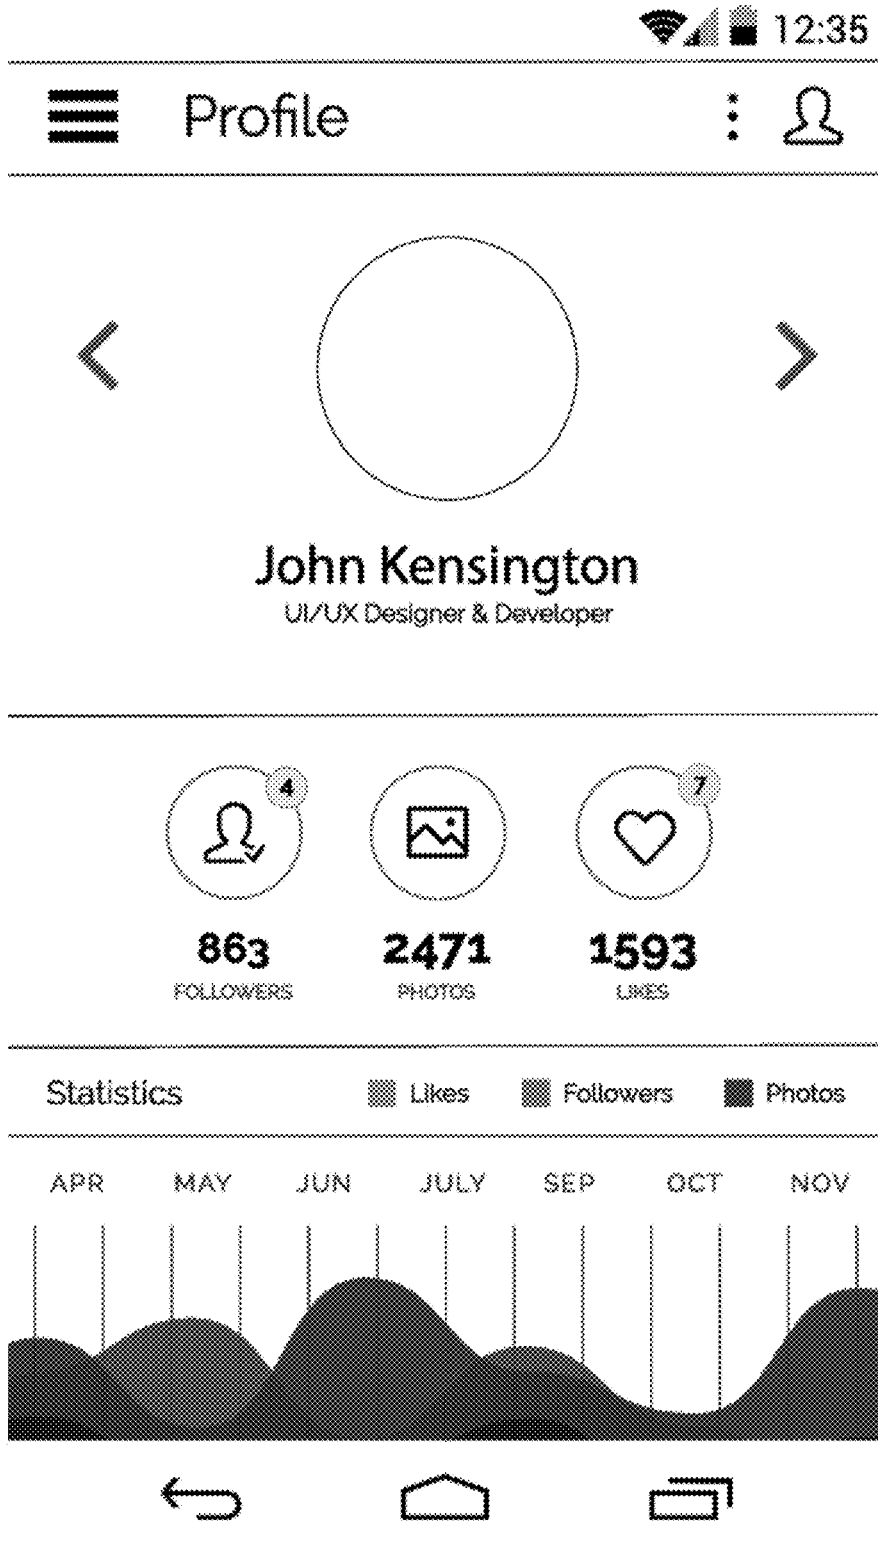 12:35
Profile
John Kensington
UI/UX Designer & Developer
4 7
863 2471 1593
FOLLOWERS PHOTOS LIKES
Statistics Likes Followers Photos
APR MAY JUN JULY SEP OCT NOV